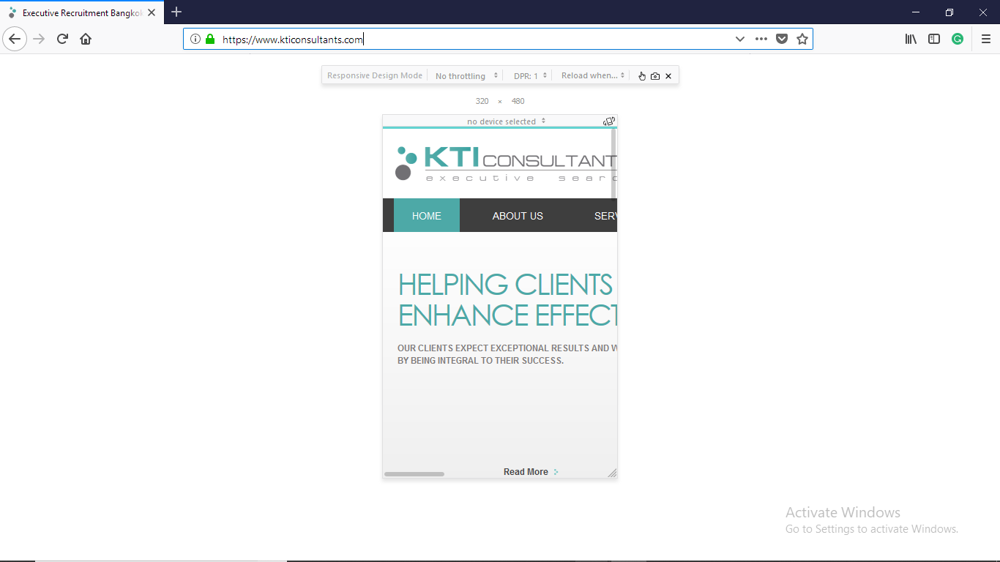 Executive Recruitment Bangkok
https://www.kticonsultants.com
Responsive Design Mode
No throttling
DPR: 1
Reload when...
320 × 480
no device selected
KTI CONSULTANT
executive searc
HOME
ABOUT US
SERV
HELPING CLIENTS
ENHANCE EFFECT
OUR CLIENTS EXPECT EXCEPTIONAL RESULTS AND W
BY BEING INTEGRAL TO THEIR SUCCESS.
Read More
Activate Windows
Go to Settings to activate Windows.